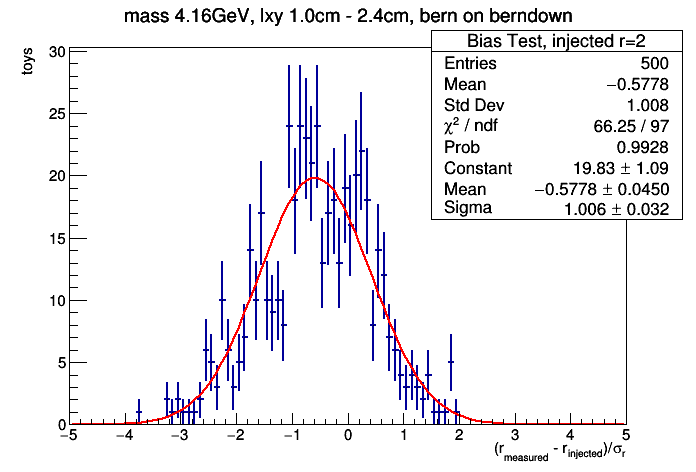 mass 4.16GeV, lxy 1.0cm - 2.4cm, bern on berndown
toys
Bias Test, injected r=2
Entries 500
Mean −0.5778
Std Dev 1.008
χ² / ndf 66.25 / 97
Prob 0.9928
Constant 19.83 ± 1.09
Mean −0.5778 ± 0.0450
Sigma 1.006 ± 0.032
30
25
20
15
10
5
0
−5 −4 −3 −2 −1 0 1 2 3 4 5
(r_measured - r_injected)/σ_r